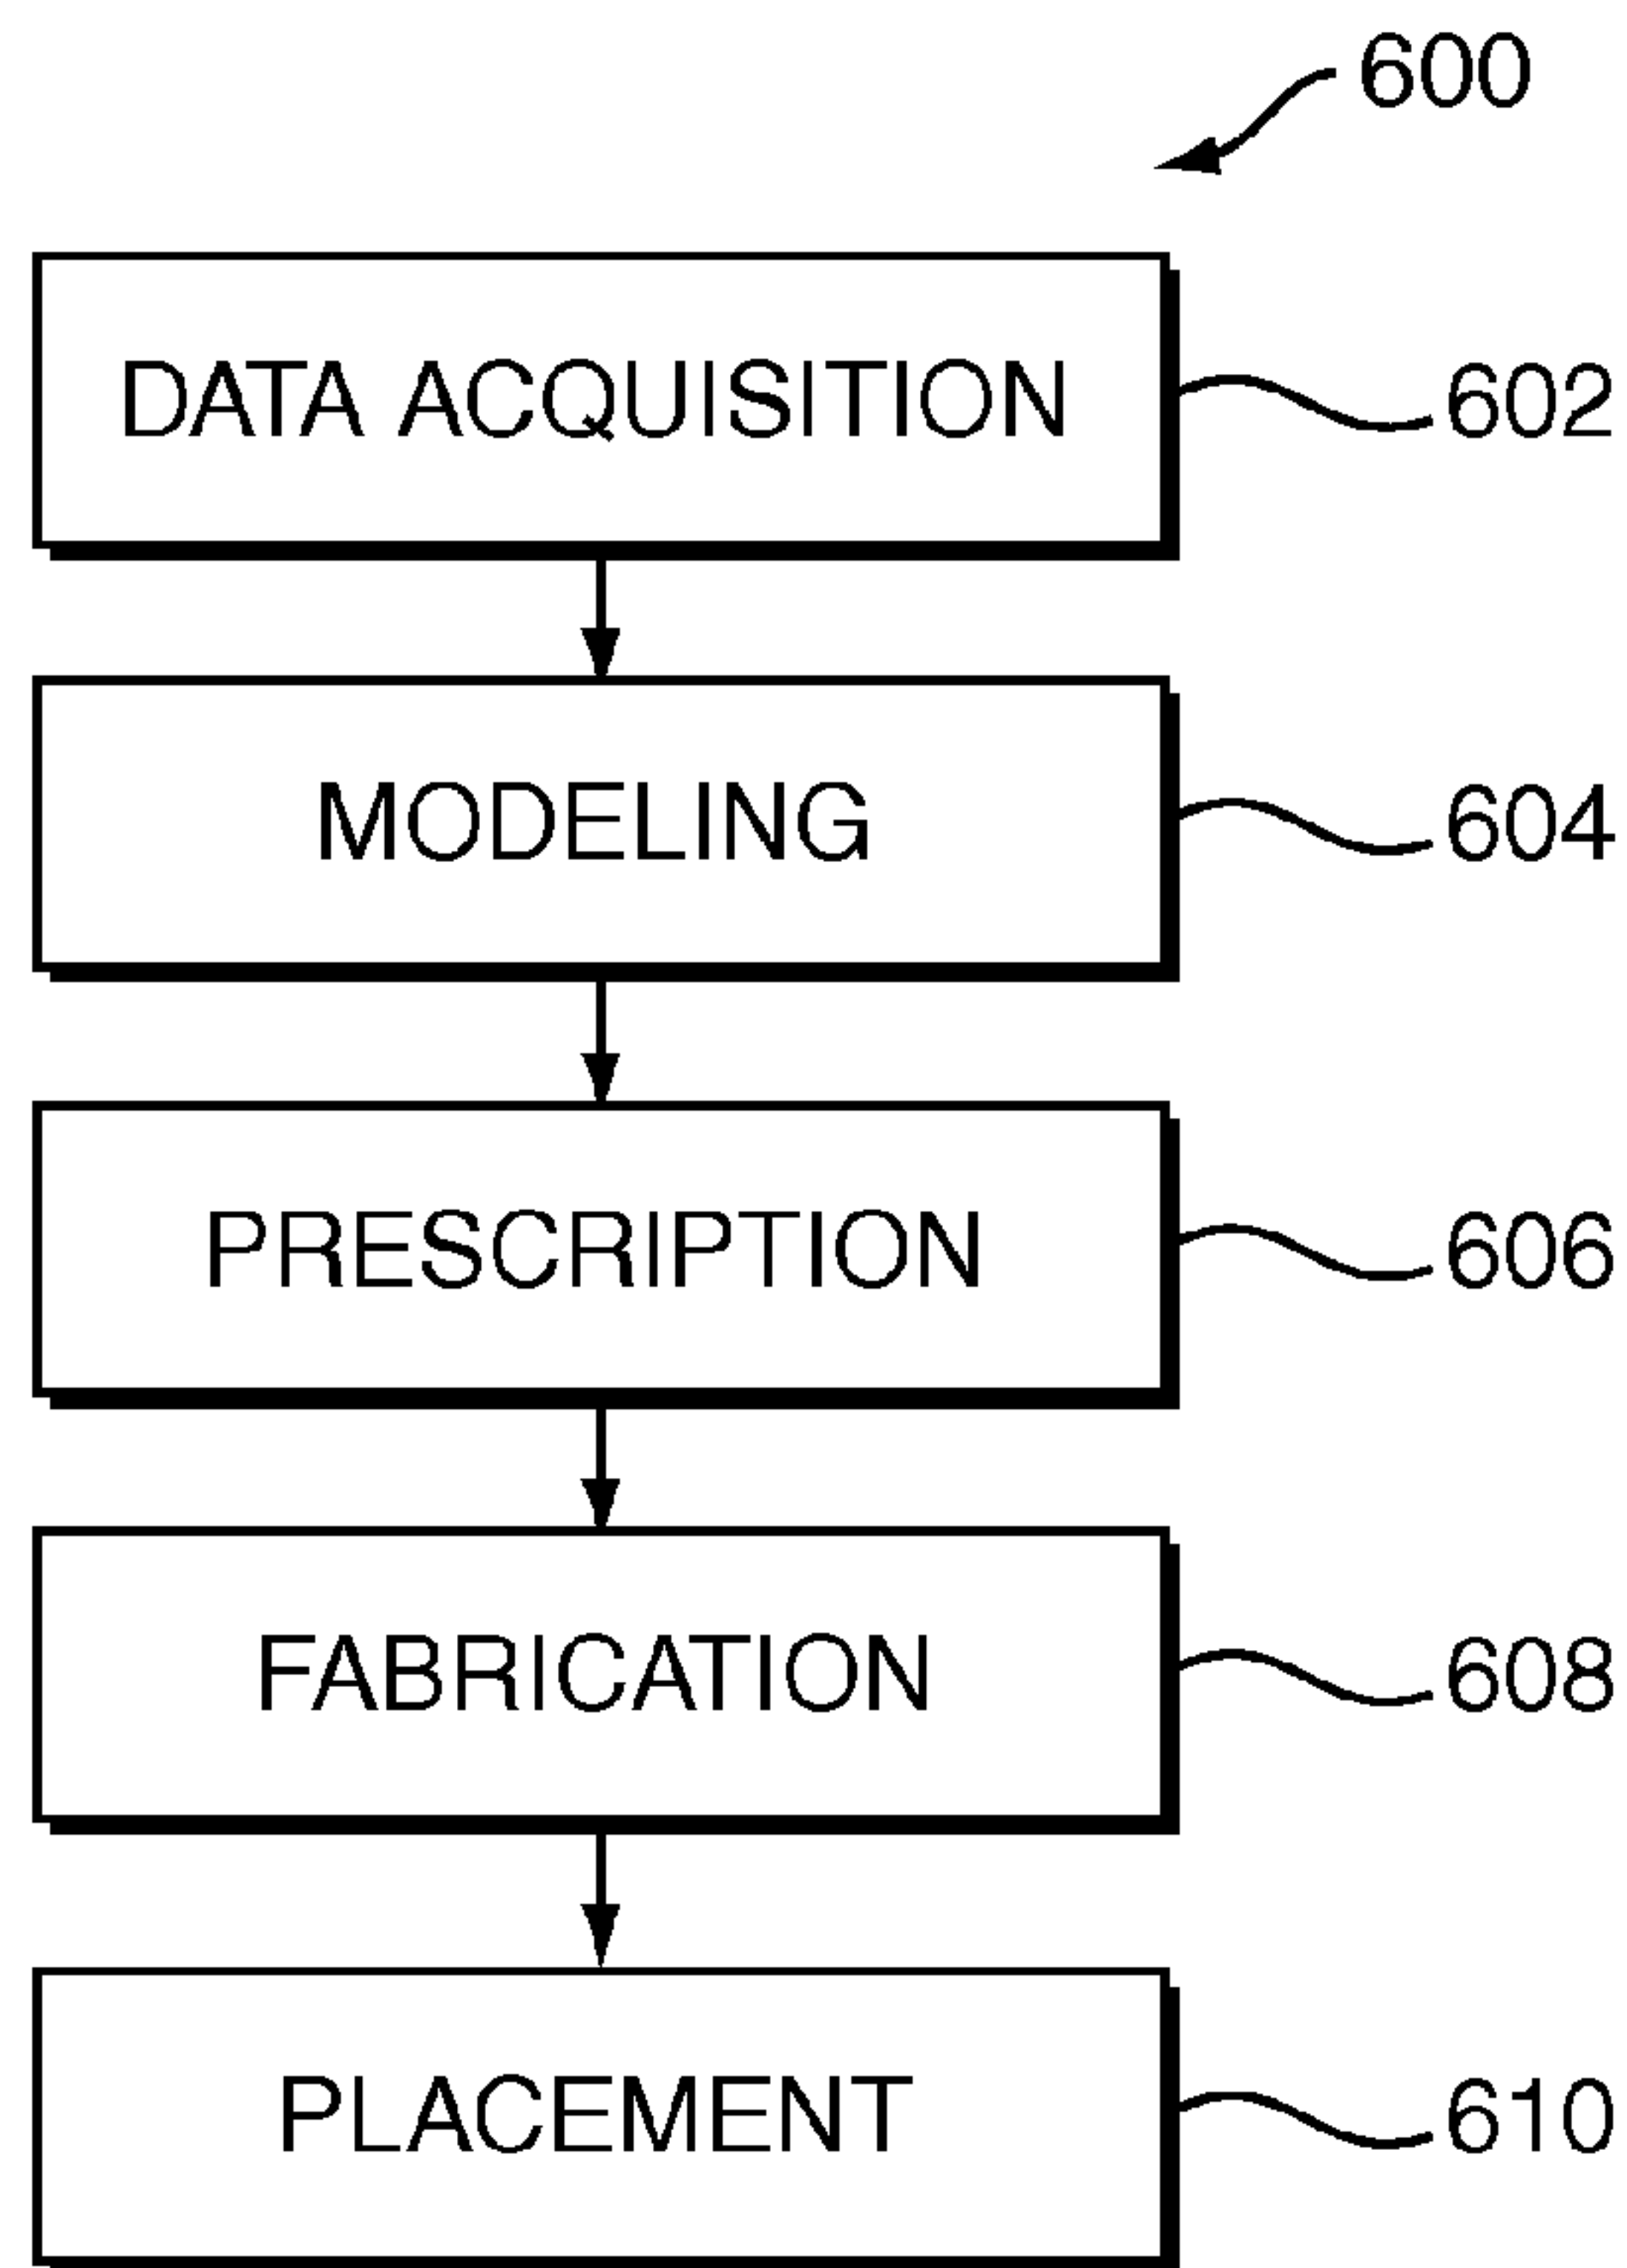 600
DATA ACQUISITION 602
MODELING 604
PRESCRIPTION 606
FABRICATION 608
PLACEMENT 610